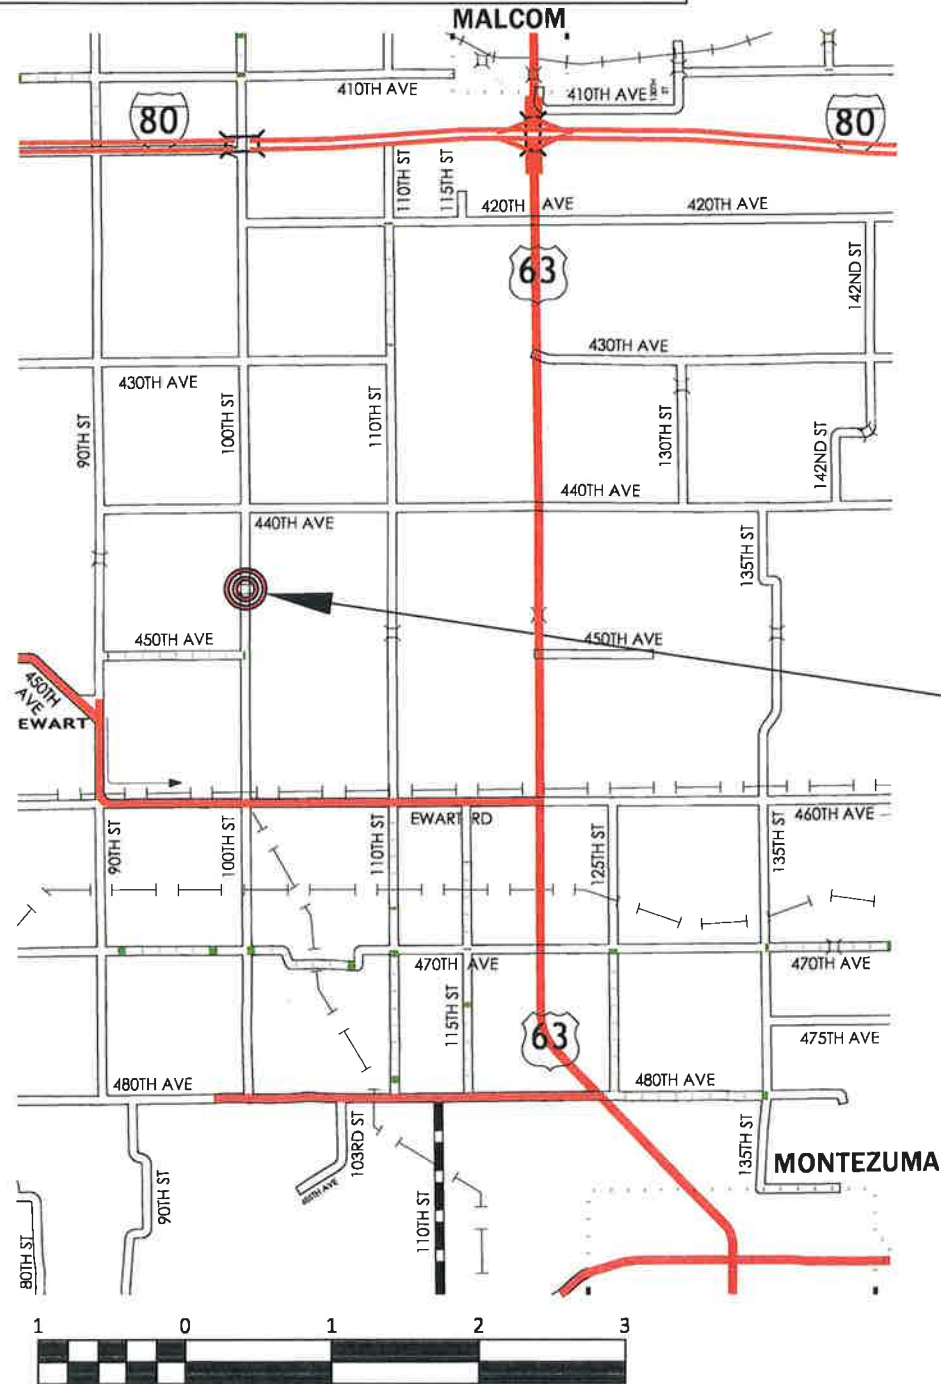 MALCOM
410TH AVE
410TH AVE
130TH ST
80
80
110TH ST
115TH ST
420TH AVE
420TH AVE
63
142ND ST
430TH AVE
430TH AVE
90TH ST
100TH ST
110TH ST
130TH ST
142ND ST
440TH AVE
440TH AVE
135TH ST
450TH AVE
450TH AVE
450TH
AVE
EWART
EWART RD
460TH AVE
90TH ST
100TH ST
110TH ST
125TH ST
135TH ST
470TH AVE
470TH AVE
115TH ST
63
475TH AVE
480TH AVE
480TH AVE
103RD ST
135TH ST
MONTEZUMA
90TH ST
110TH ST
80TH ST
1 0 1 2 3